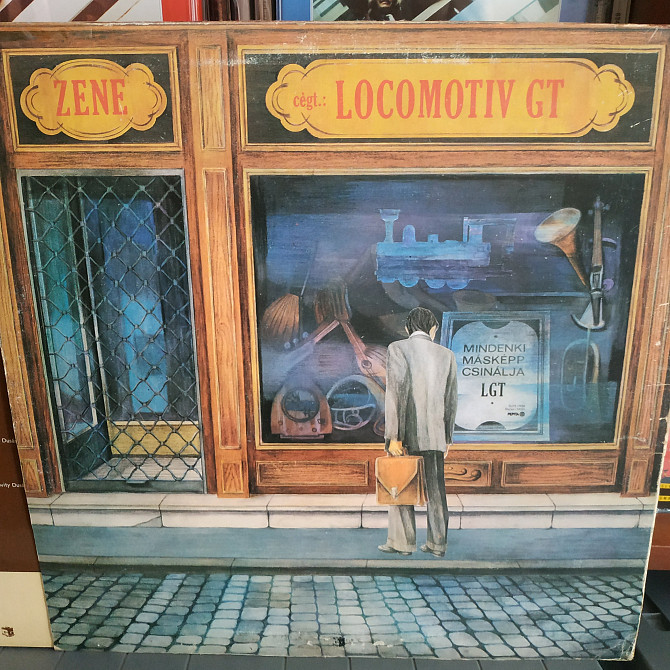 ZENE
cégt.: LOCOMOTIV GT
MINDENKI
MÁSKÉPP
CSINÁLJA
LGT